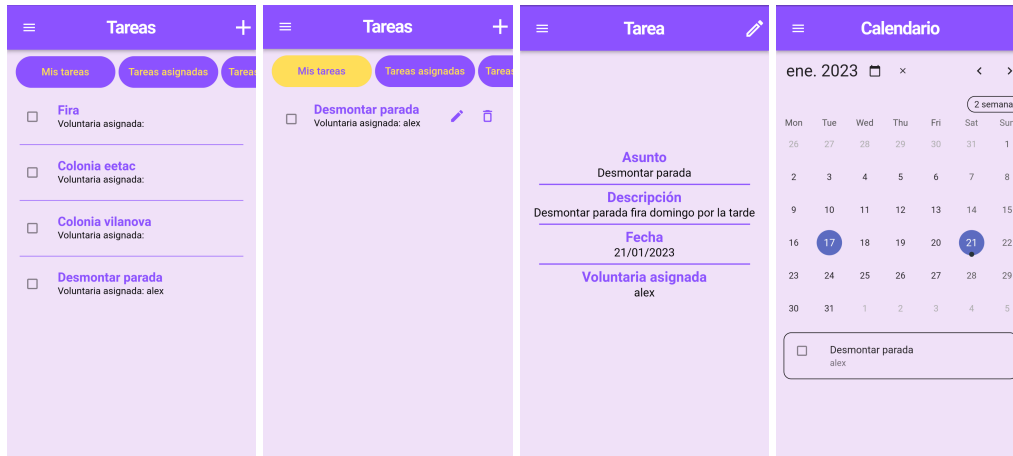 Tareas
Mis tareas
Tareas asignadas
Tareas
Fira
Voluntaria asignada:
Colonia eetac
Voluntaria asignada:
Colonia vilanova
Voluntaria asignada:
Desmontar parada
Voluntaria asignada: alex
Tareas
Mis tareas
Tareas asignadas
Tareas
Desmontar parada
Voluntaria asignada: alex
Tarea
Asunto
Desmontar parada
Descripción
Desmontar parada fira domingo por la tarde
Fecha
21/01/2023
Voluntaria asignada
alex
Calendario
ene. 2023
2 semana
Mon Tue Wed Thu Fri Sat Sun
26 27 28 29 30 31 1
2 3 4 5 6 7 8
9 10 11 12 13 14 15
16 17 18 19 20 21 22
23 24 25 26 27 28 29
30 31 1 2 3 4 5
Desmontar parada
alex